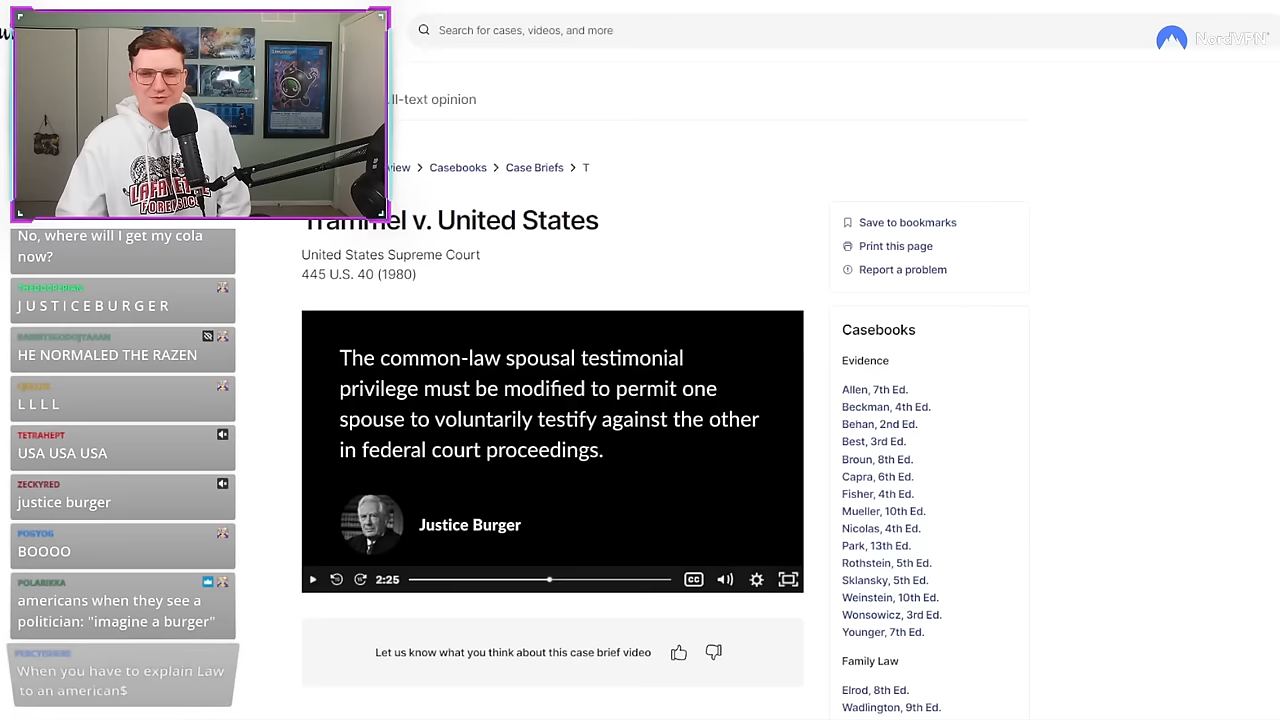 Search for cases, videos, and more
NordVPN
ll-text opinion
view > Casebooks > Case Briefs > T
Trammel v. United States
United States Supreme Court
445 U.S. 40 (1980)
LAFAYETTE
FORENSICS
No, where will I get my cola
now?
J U S T I C E B U R G E R
HE NORMALED THE RAZEN
L L L L
TETRAHEPT
USA USA USA
ZECKYRED
justice burger
POGYOG
BOOOO
POLARIKKA
americans when they see a
politician: "imagine a burger"
When you have to explain Law
to an american$
The common-law spousal testimonial
privilege must be modified to permit one
spouse to voluntarily testify against the other
in federal court proceedings.
Justice Burger
2:25
CC
Let us know what you think about this case brief video
Save to bookmarks
Print this page
Report a problem
Casebooks
Evidence
Allen, 7th Ed.
Beckman, 4th Ed.
Behan, 2nd Ed.
Best, 3rd Ed.
Broun, 8th Ed.
Capra, 6th Ed.
Fisher, 4th Ed.
Mueller, 10th Ed.
Nicolas, 4th Ed.
Park, 13th Ed.
Rothstein, 5th Ed.
Sklansky, 5th Ed.
Weinstein, 10th Ed.
Wonsowicz, 3rd Ed.
Younger, 7th Ed.
Family Law
Elrod, 8th Ed.
Wadlington, 9th Ed.